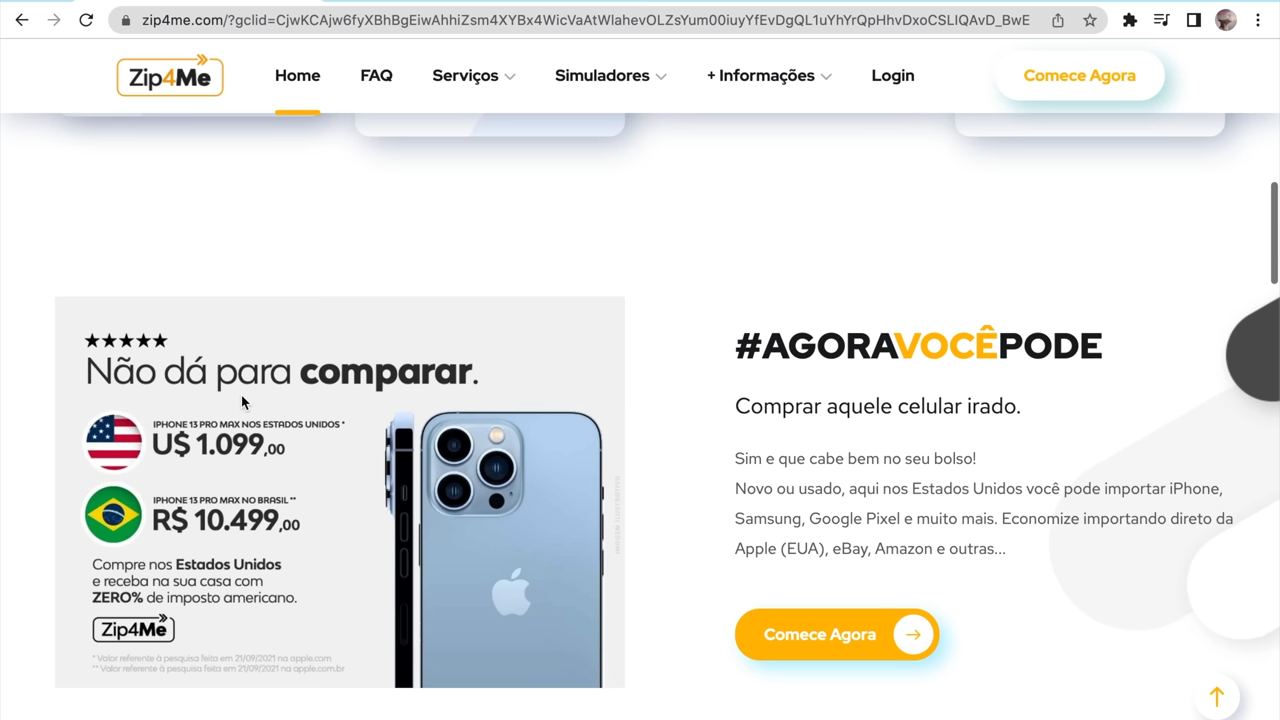 zip4me.com/?gclid=CjwKCAjw6fyXBhBgEiwAhhiZsm4XYBx4WicVaAtWlahevOLZsYum00iuyYfEvDgQL1uYhYrQpHhvDxoCSLIQAvD_BwE
Zip4Me
Home
FAQ
Serviços
Simuladores
+ Informações
Login
Comece Agora
★★★★★
Não dá para comparar.
IPHONE 13 PRO MAX NOS ESTADOS UNIDOS *
U$ 1.099,00
IPHONE 13 PRO MAX NO BRASIL **
R$ 10.499,00
Compre nos Estados Unidos
e receba na sua casa com
ZERO% de imposto americano.
Zip4Me
* Valor referente à pesquisa feita em 21/09/2021 na apple.com
** Valor referente à pesquisa feita em 21/09/2021 na apple.com.br
#AGORAVOCÊPODE
Comprar aquele celular irado.
Sim e que cabe bem no seu bolso!
Novo ou usado, aqui nos Estados Unidos você pode importar iPhone,
Samsung, Google Pixel e muito mais. Economize importando direto da
Apple (EUA), eBay, Amazon e outras...
Comece Agora